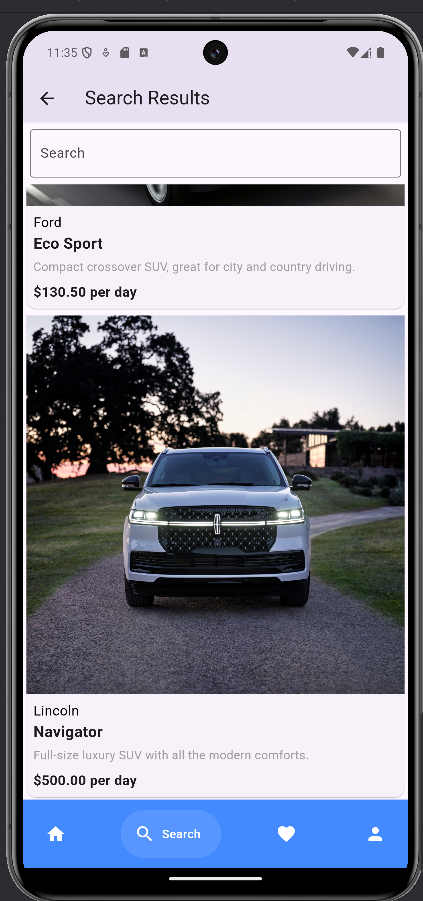 11:35
Search Results
Search
Ford
Eco Sport
Compact crossover SUV, great for city and country driving.
$130.50 per day
Lincoln
Navigator
Full-size luxury SUV with all the modern comforts.
$500.00 per day
Search